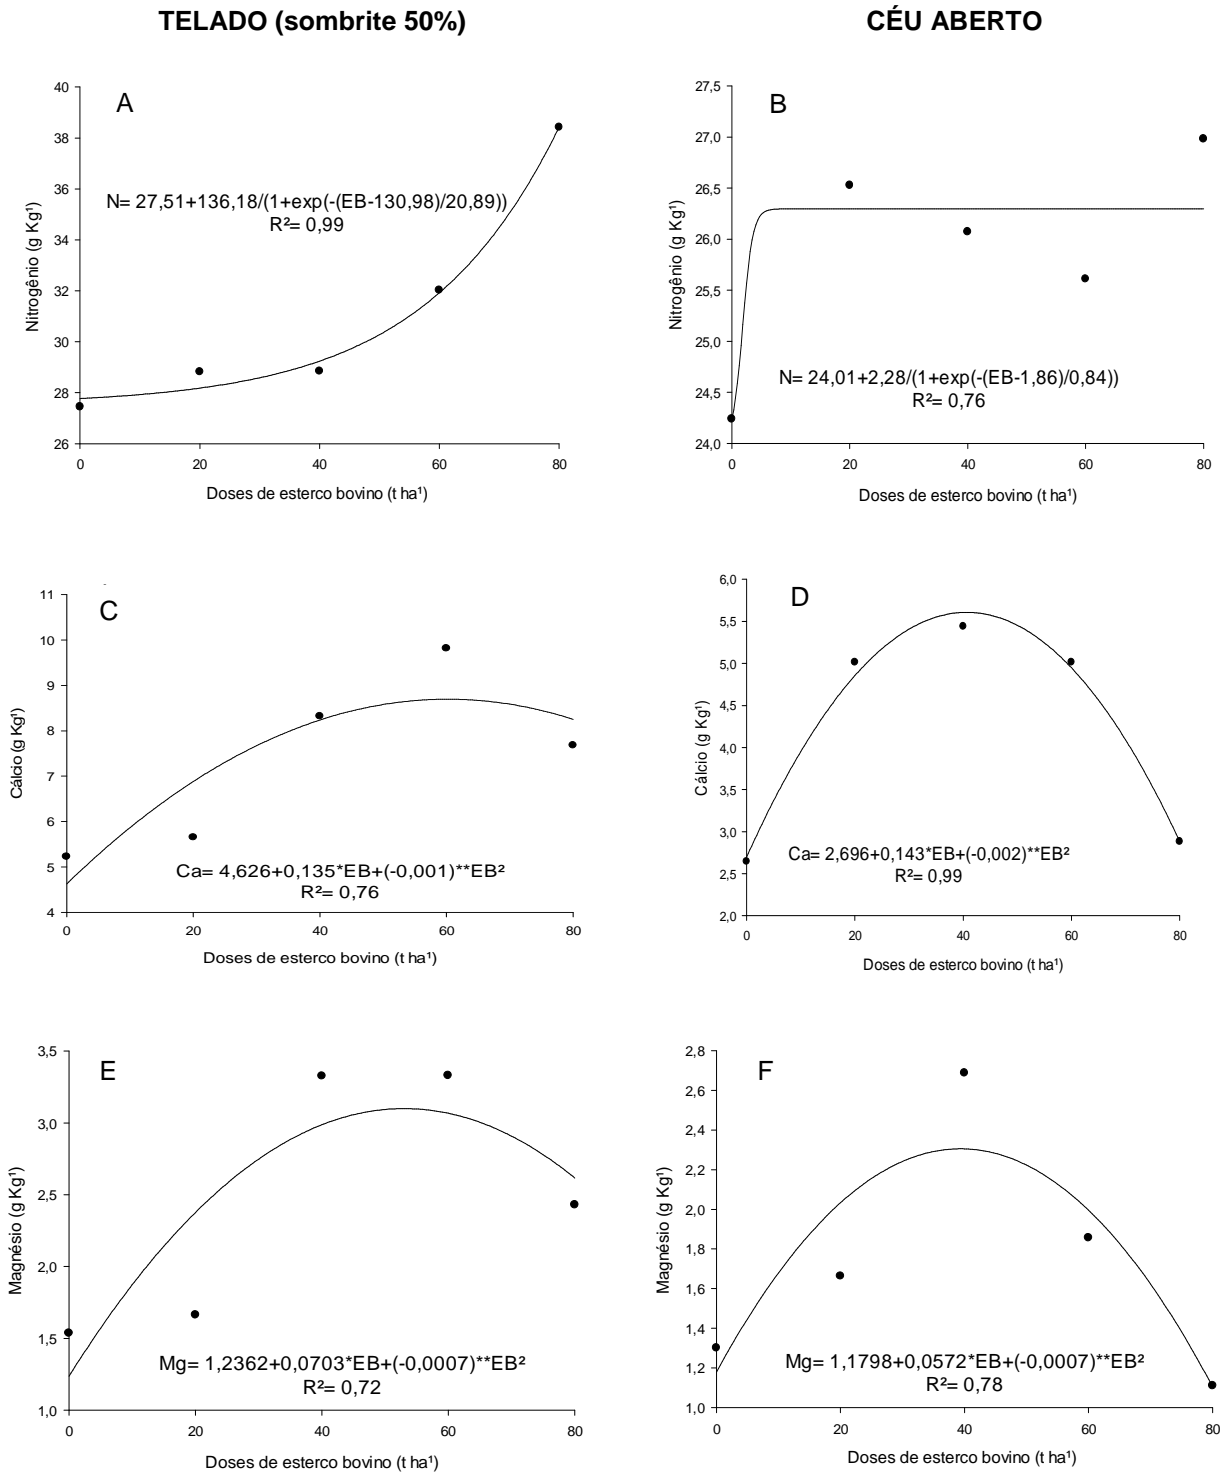 TELADO (sombrite 50%)
CÉU ABERTO
A
40
38
36
34
32
30
28
26
Nitrogênio (g Kg¹)
N= 27,51+136,18/(1+exp(-(EB-130,98)/20,89))
R²= 0,99
0 20 40 60 80
Doses de esterco bovino (t ha¹)
B
27,5
27,0
26,5
26,0
25,5
25,0
24,5
24,0
Nitrogênio (g Kg¹)
N= 24,01+2,28/(1+exp(-(EB-1,86)/0,84))
R²= 0,76
0 20 40 60 80
Doses de esterco bovino (t ha¹)
C
11
10
9
8
7
6
5
4
Cálcio (g Kg¹)
Ca= 4,626+0,135*EB+(-0,001)**EB²
R²= 0,76
0 20 40 60 80
Doses de esterco bovino (t ha¹)
D
6,0
5,5
5,0
4,5
4,0
3,5
3,0
2,5
2,0
Cálcio (g Kg¹)
Ca= 2,696+0,143*EB+(-0,002)**EB²
R²= 0,99
0 20 40 60 80
Doses de esterco bovino (t ha¹)
E
3,5
3,0
2,5
2,0
1,5
1,0
Magnésio (g Kg¹)
Mg= 1,2362+0,0703*EB+(-0,0007)**EB²
R²= 0,72
0 20 40 60 80
Doses de esterco bovino (t ha¹)
F
2,8
2,6
2,4
2,2
2,0
1,8
1,6
1,4
1,2
1,0
Magnésio (g Kg¹)
Mg= 1,1798+0,0572*EB+(-0,0007)**EB²
R²= 0,78
0 20 40 60 80
Doses de esterco bovino (t ha¹)